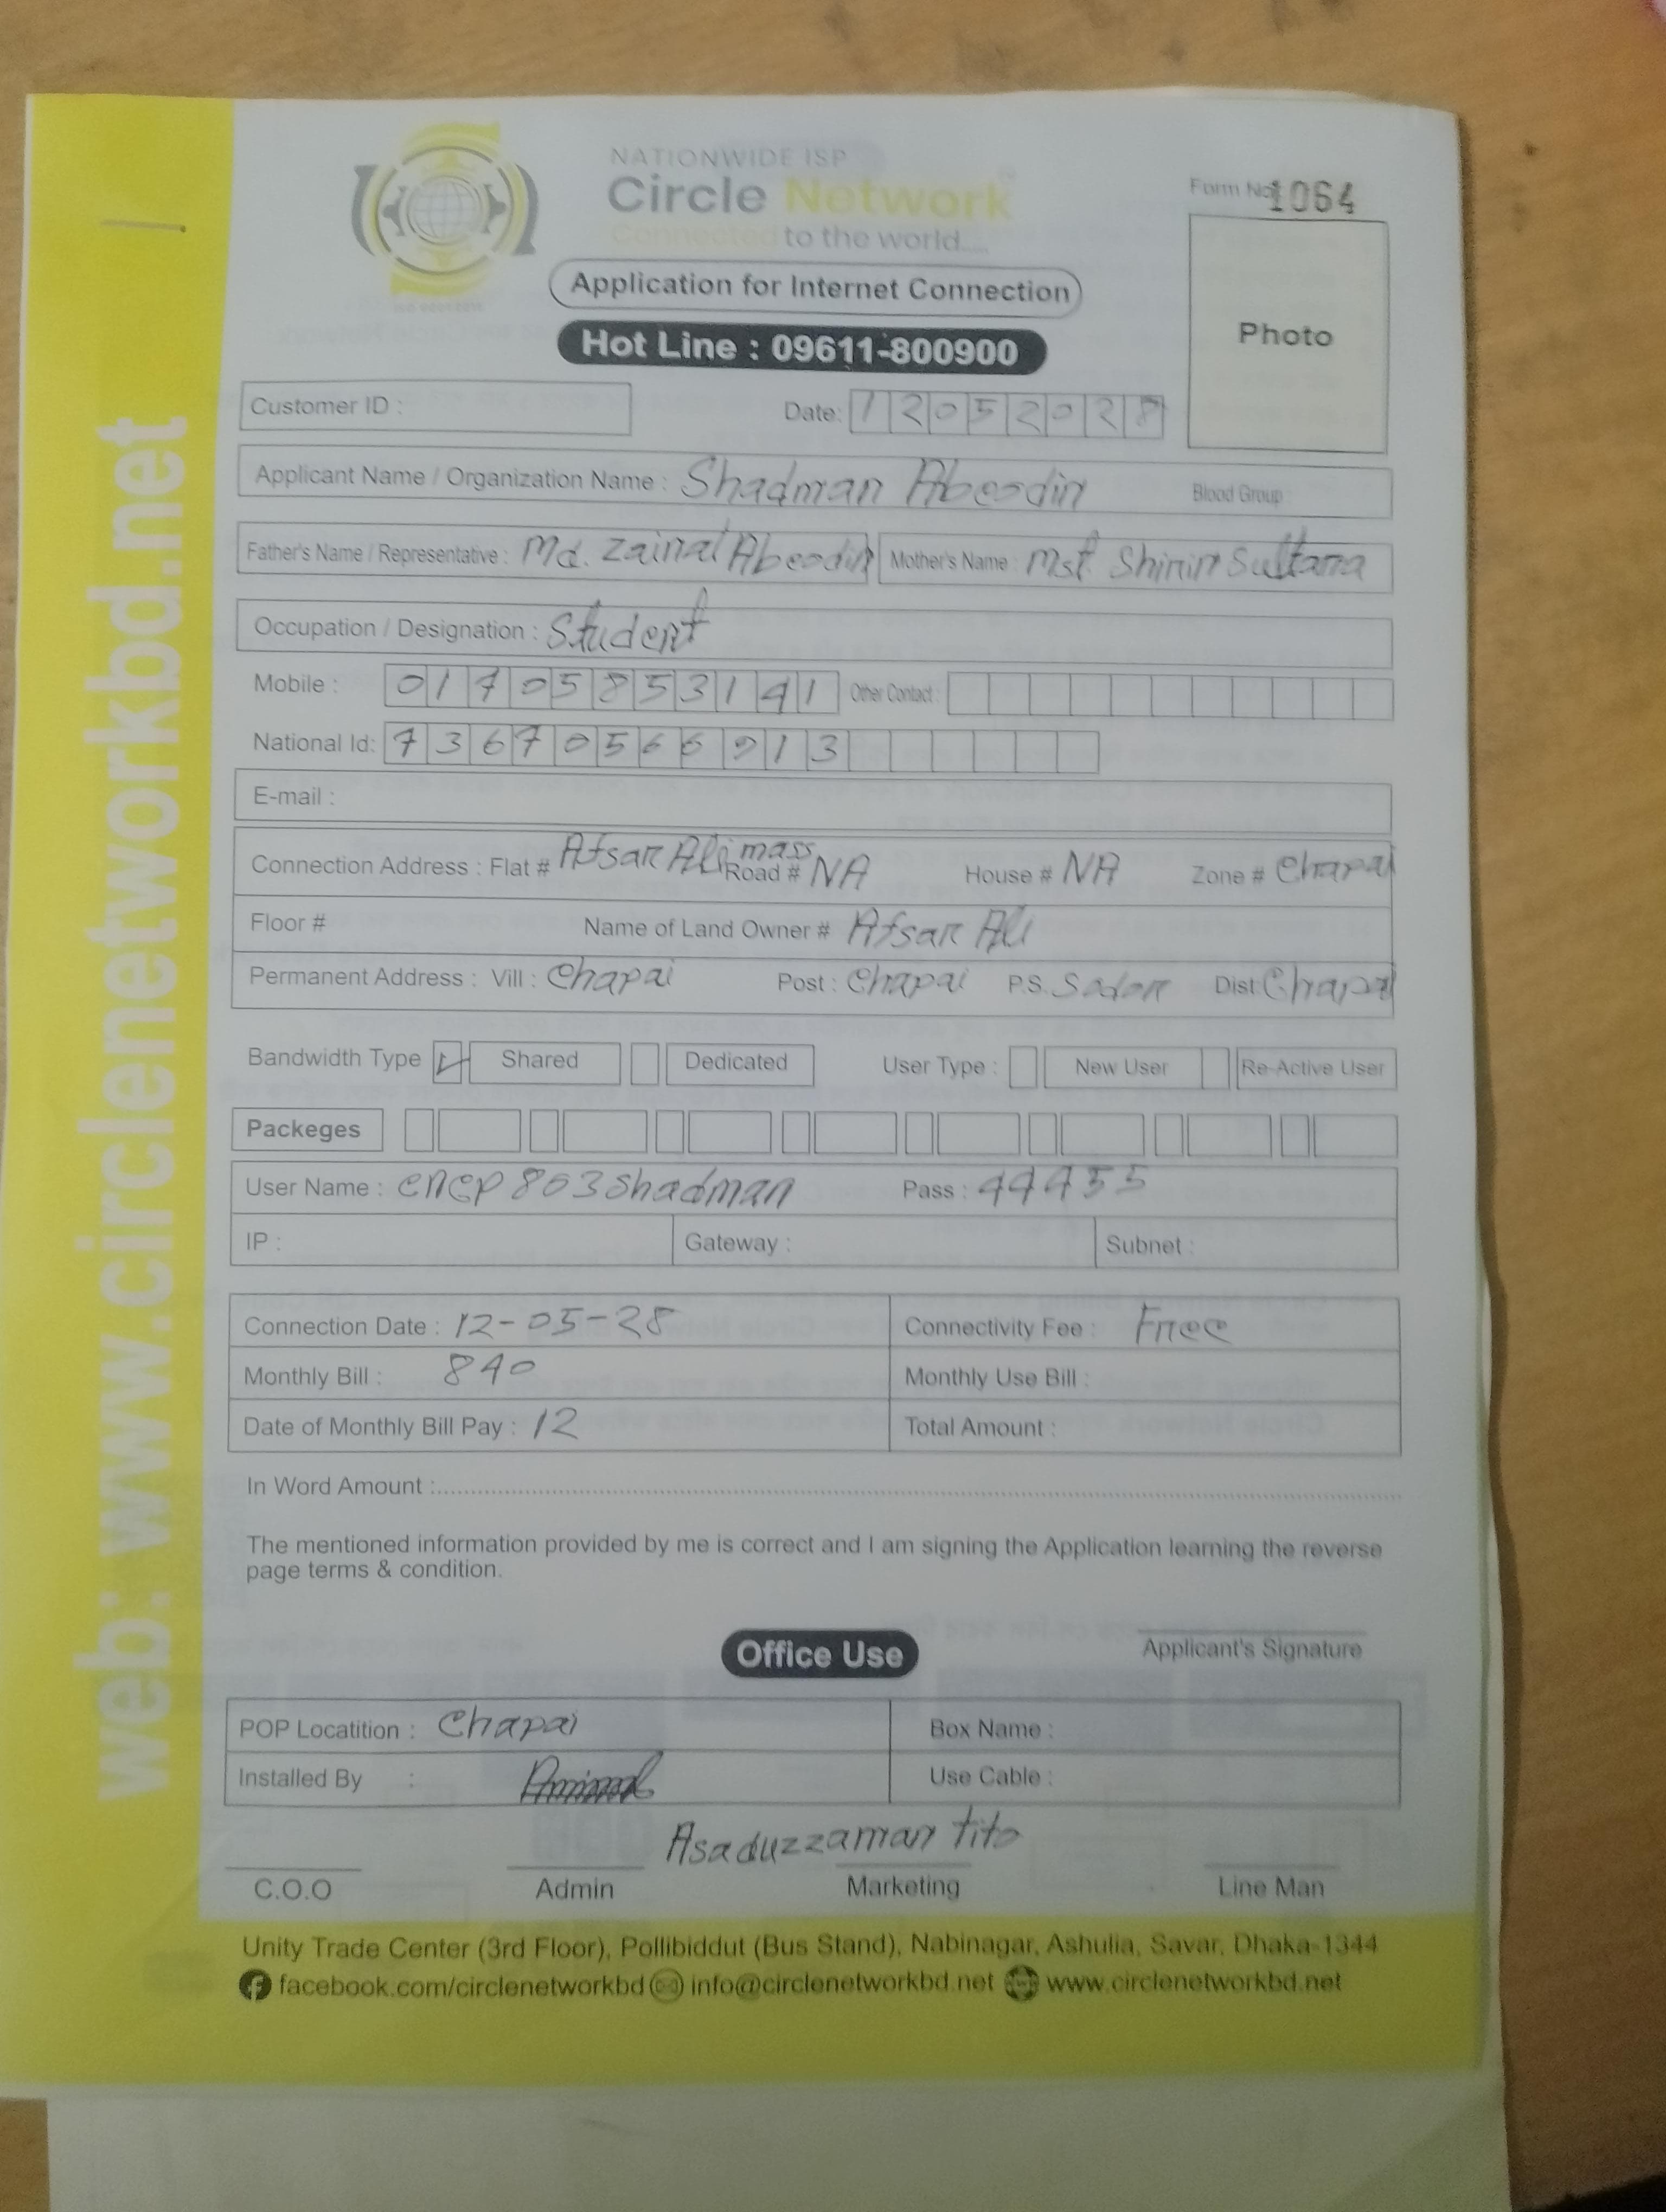 web: www.circlenetworkbd.net
NATIONWIDE ISP
Circle Network
Connected to the world....
Form No 1064
Application for Internet Connection
Photo
Hot Line : 09611-800900
Customer ID :
Date: 12052028
Applicant Name / Organization Name : Shadman Abeodin Blood Group
Father's Name / Representative : Md. Zainal Abeodin Mother's Name : Mst. Shirin Sultana
Occupation / Designation : Student
Mobile : 01705853141 Other Contact :
National Id: 73670566913
E-mail :
Connection Address : Flat # Afsar Ali mass Road # NA House # NA Zone # Chapai
Floor # Name of Land Owner # Afsar Ali
Permanent Address : Vill : Chapai Post : Chapai P.S. Sador Dist Chapai
Bandwidth Type Shared Dedicated User Type : New User Re-Active User
Packeges
User Name : cncp803shadman Pass : 44455
IP : Gateway : Subnet :
Connection Date : 12-05-28 Connectivity Fee : Free
Monthly Bill : 840 Monthly Use Bill :
Date of Monthly Bill Pay : 12 Total Amount :
In Word Amount :
The mentioned information provided by me is correct and I am signing the Application learning the reverse
page terms & condition.
Applicant's Signature
Office Use
POP Locatition : Chapai Box Name :
Installed By : Use Cable :
Asaduzzaman tito
C.O.O Admin Marketing Line Man
Unity Trade Center (3rd Floor), Pollibiddut (Bus Stand), Nabinagar, Ashulia, Savar, Dhaka-1344
facebook.com/circlenetworkbd info@circlenetworkbd.net www.circlenetworkbd.net